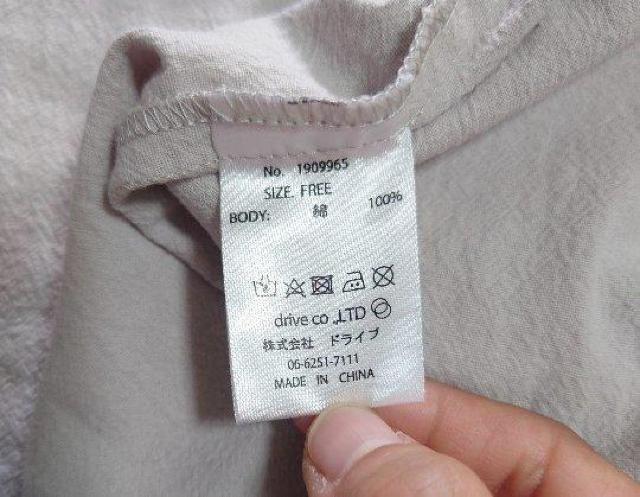 No. 1909965
SIZE. FREE
BODY: 綿 100%
drive co .,LTD
株式会社 ドライブ
06-6251-7111
MADE IN CHINA